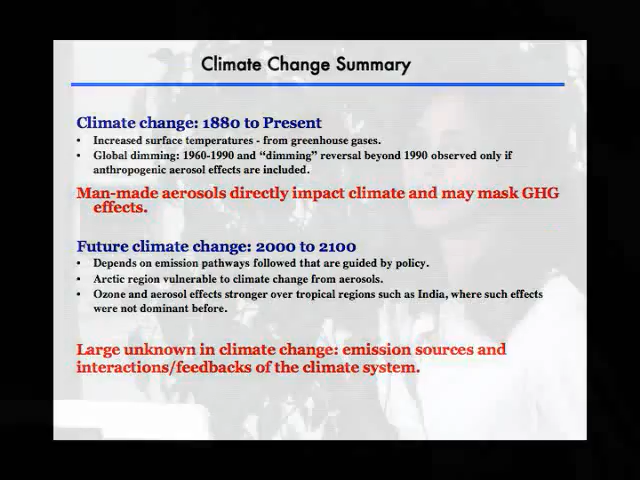 Climate Change Summary
Climate change: 1880 to Present
• Increased surface temperatures - from greenhouse gases.
• Global dimming: 1960-1990 and “dimming” reversal beyond 1990 observed only if
anthropogenic aerosol effects are included.
Man-made aerosols directly impact climate and may mask GHG
effects.
Future climate change: 2000 to 2100
• Depends on emission pathways followed that are guided by policy.
• Arctic region vulnerable to climate change from aerosols.
• Ozone and aerosol effects stronger over tropical regions such as India, where such effects
were not dominant before.
Large unknown in climate change: emission sources and
interactions/feedbacks of the climate system.